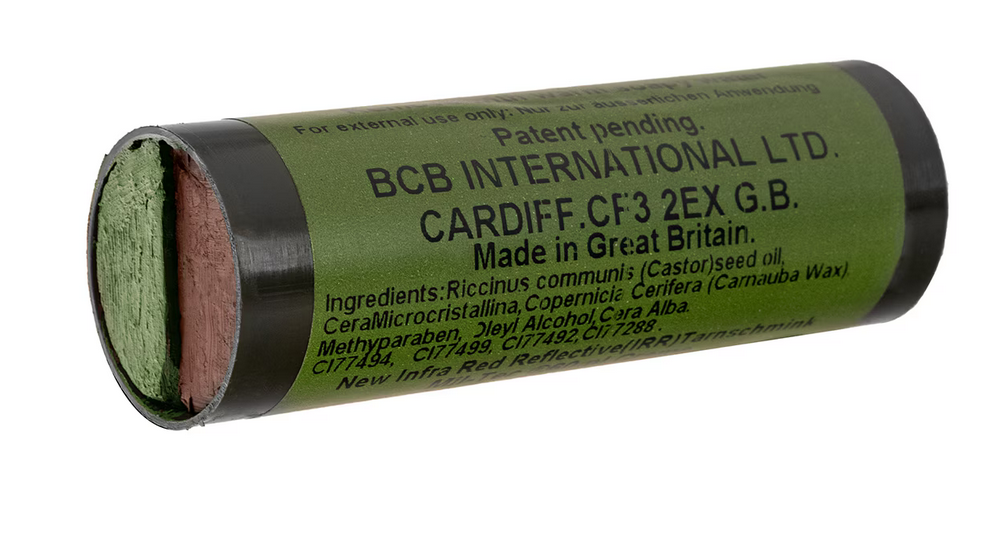 For external use only: Nur zur äusserlichen Anwendung
Patent pending.
BCB INTERNATIONAL LTD.
CARDIFF.CF3 2EX G.B.
Made in Great Britain.
Ingredients:Riccinus communis (Castor)seed oil,
CeraMicrocristallina,Copernicia Cerifera (Carnauba Wax)
Methyparaben, Oleyl Alcohol,Cera Alba.
CI77494, CI77499, CI77492,CI77288.
New Infra Red Reflective(IRR)Tarnschmink